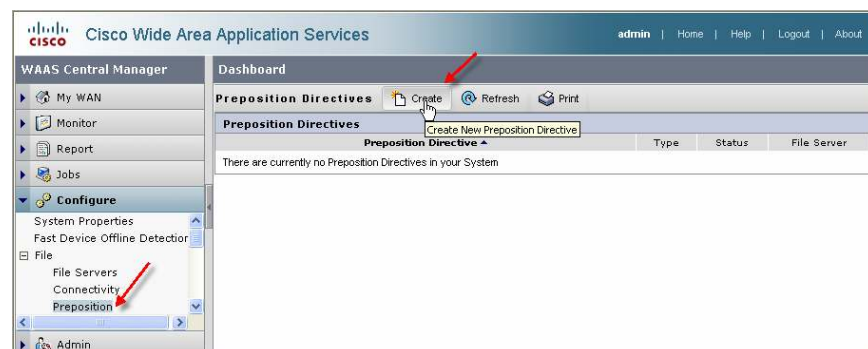 CISCO Cisco Wide Area Application Services admin | Home | Help | Logout | About
WAAS Central Manager
Dashboard
My WAN
Monitor
Report
Jobs
Configure
System Properties
Fast Device Offline Detection
File
File Servers
Connectivity
Preposition
Admin
Preposition Directives Create Refresh Print
Preposition Directives
Create New Preposition Directive
Preposition Directive Type Status File Server
There are currently no Preposition Directives in your System